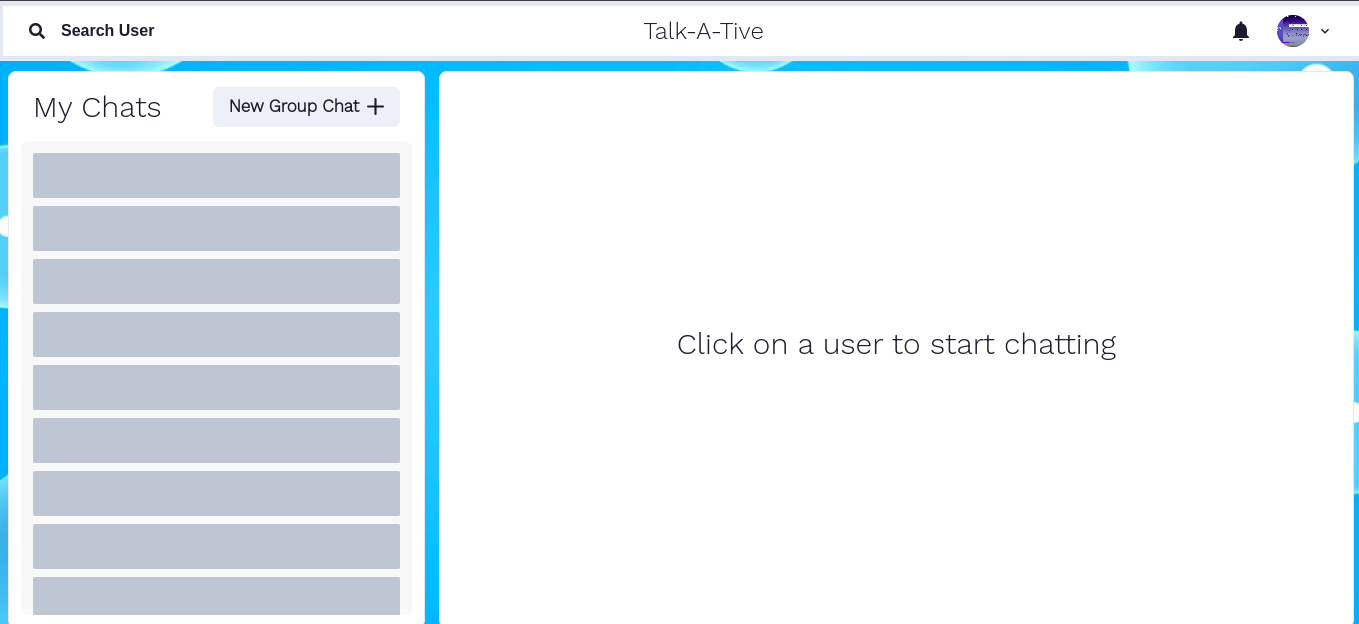 Search User
Talk-A-Tive
My Chats
New Group Chat
Click on a user to start chatting